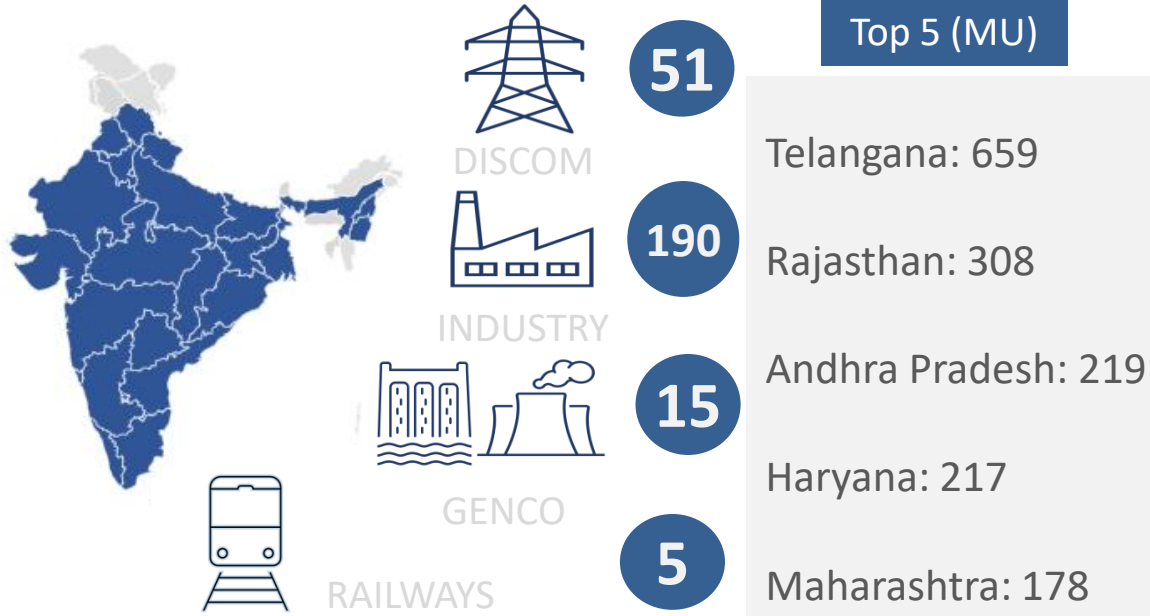 51
DISCOM
190
INDUSTRY
15
GENCO
5
RAILWAYS
Top 5 (MU)
Telangana: 659
Rajasthan: 308
Andhra Pradesh: 219
Haryana: 217
Maharashtra: 178